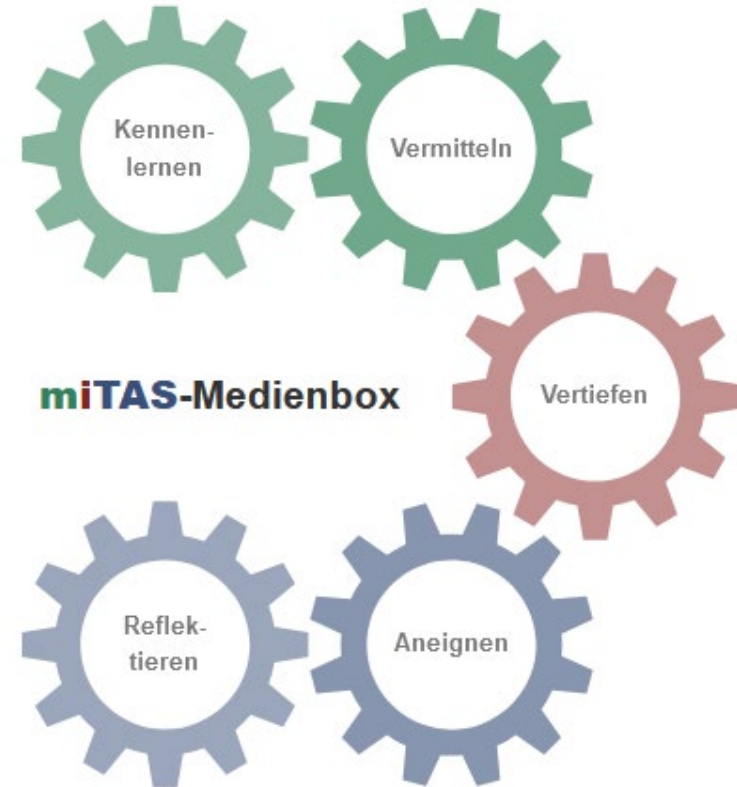 Kennen-
lernen
Vermitteln
Vertiefen
miTAS-Medienbox
Reflek-
tieren
Aneignen